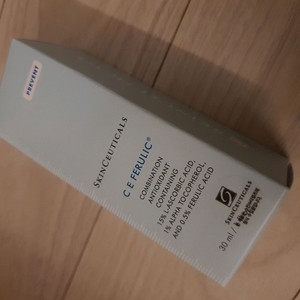 PREVENT
SKINCEUTICALS
C E FERULIC®
COMBINATION
ANTIOXIDANT
CONTAINING
15% L-ASCORBIC ACID,
1% ALPHA TOCOPHEROL,
AND 0.5% FERULIC ACID
SKINCEUTICALS
30 ml /